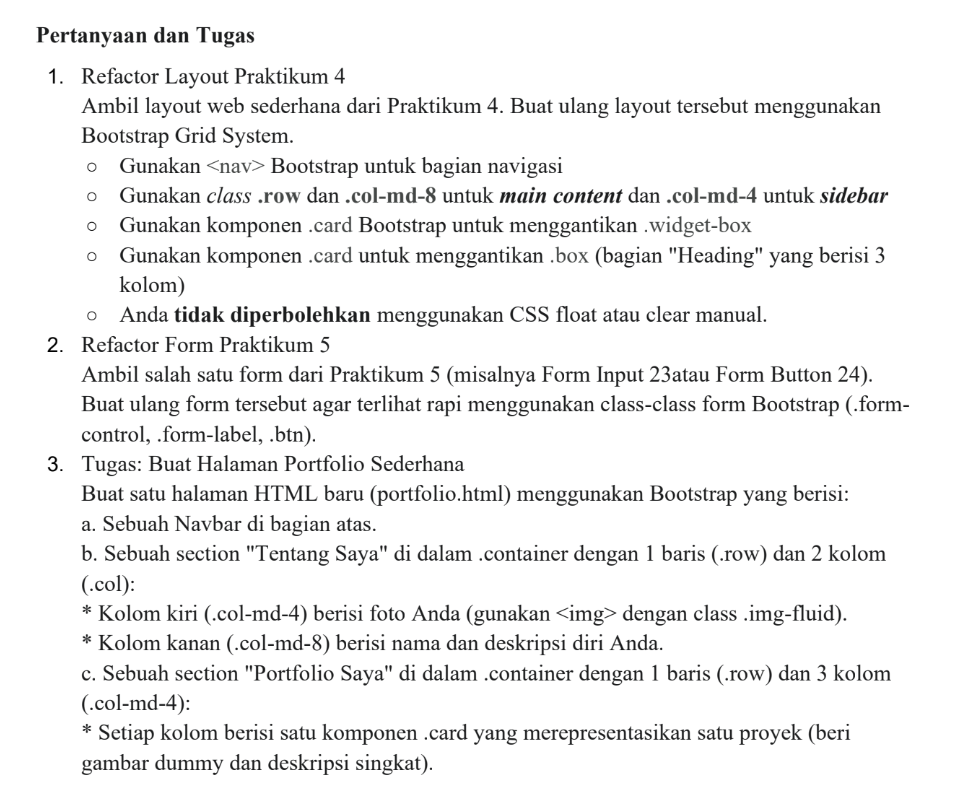 Pertanyaan dan Tugas
1. Refactor Layout Praktikum 4
Ambil layout web sederhana dari Praktikum 4. Buat ulang layout tersebut menggunakan
Bootstrap Grid System.
○ Gunakan <nav> Bootstrap untuk bagian navigasi
○ Gunakan class .row dan .col-md-8 untuk main content dan .col-md-4 untuk sidebar
○ Gunakan komponen .card Bootstrap untuk menggantikan .widget-box
○ Gunakan komponen .card untuk menggantikan .box (bagian "Heading" yang berisi 3
kolom)
○ Anda tidak diperbolehkan menggunakan CSS float atau clear manual.
2. Refactor Form Praktikum 5
Ambil salah satu form dari Praktikum 5 (misalnya Form Input 23atau Form Button 24).
Buat ulang form tersebut agar terlihat rapi menggunakan class-class form Bootstrap (.form-
control, .form-label, .btn).
3. Tugas: Buat Halaman Portfolio Sederhana
Buat satu halaman HTML baru (portfolio.html) menggunakan Bootstrap yang berisi:
a. Sebuah Navbar di bagian atas.
b. Sebuah section "Tentang Saya" di dalam .container dengan 1 baris (.row) dan 2 kolom
(.col):
* Kolom kiri (.col-md-4) berisi foto Anda (gunakan <img> dengan class .img-fluid).
* Kolom kanan (.col-md-8) berisi nama dan deskripsi diri Anda.
c. Sebuah section "Portfolio Saya" di dalam .container dengan 1 baris (.row) dan 3 kolom
(.col-md-4):
* Setiap kolom berisi satu komponen .card yang merepresentasikan satu proyek (beri
gambar dummy dan deskripsi singkat).